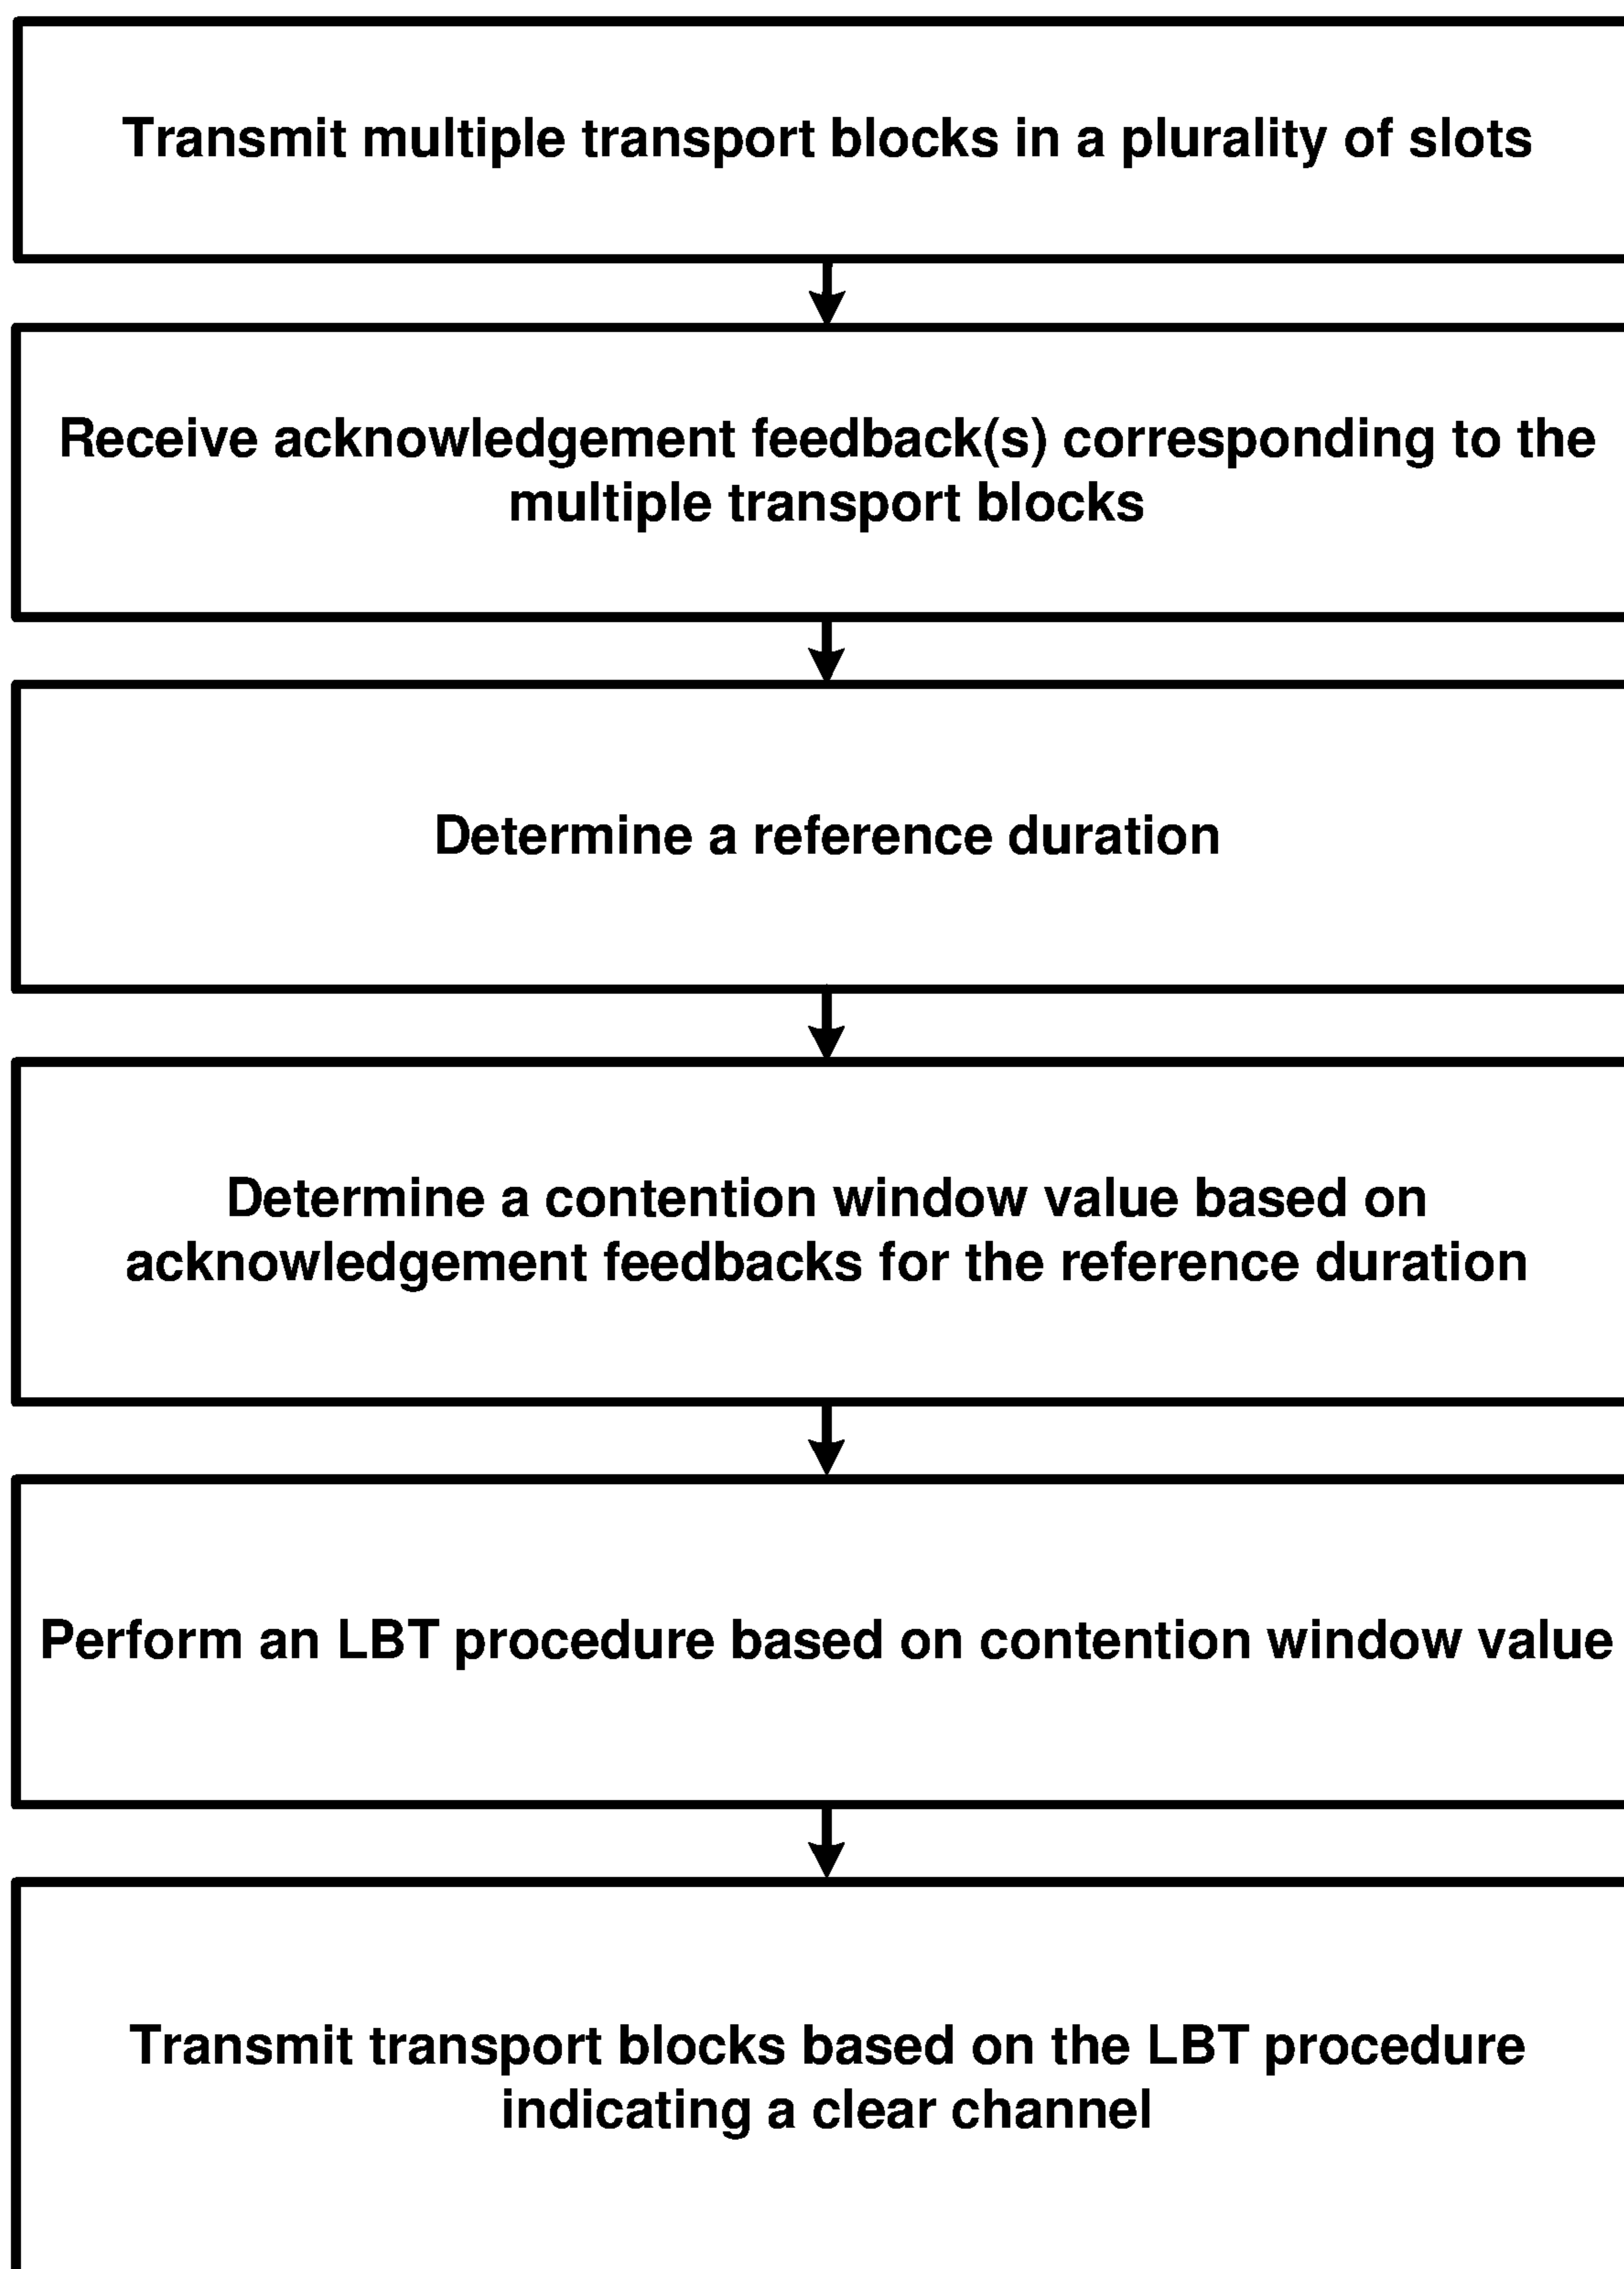 Transmit multiple transport blocks in a plurality of slots
Receive acknowledgement feedback(s) corresponding to the
multiple transport blocks
Determine a reference duration
Determine a contention window value based on
acknowledgement feedbacks for the reference duration
Perform an LBT procedure based on contention window value
Transmit transport blocks based on the LBT procedure
indicating a clear channel